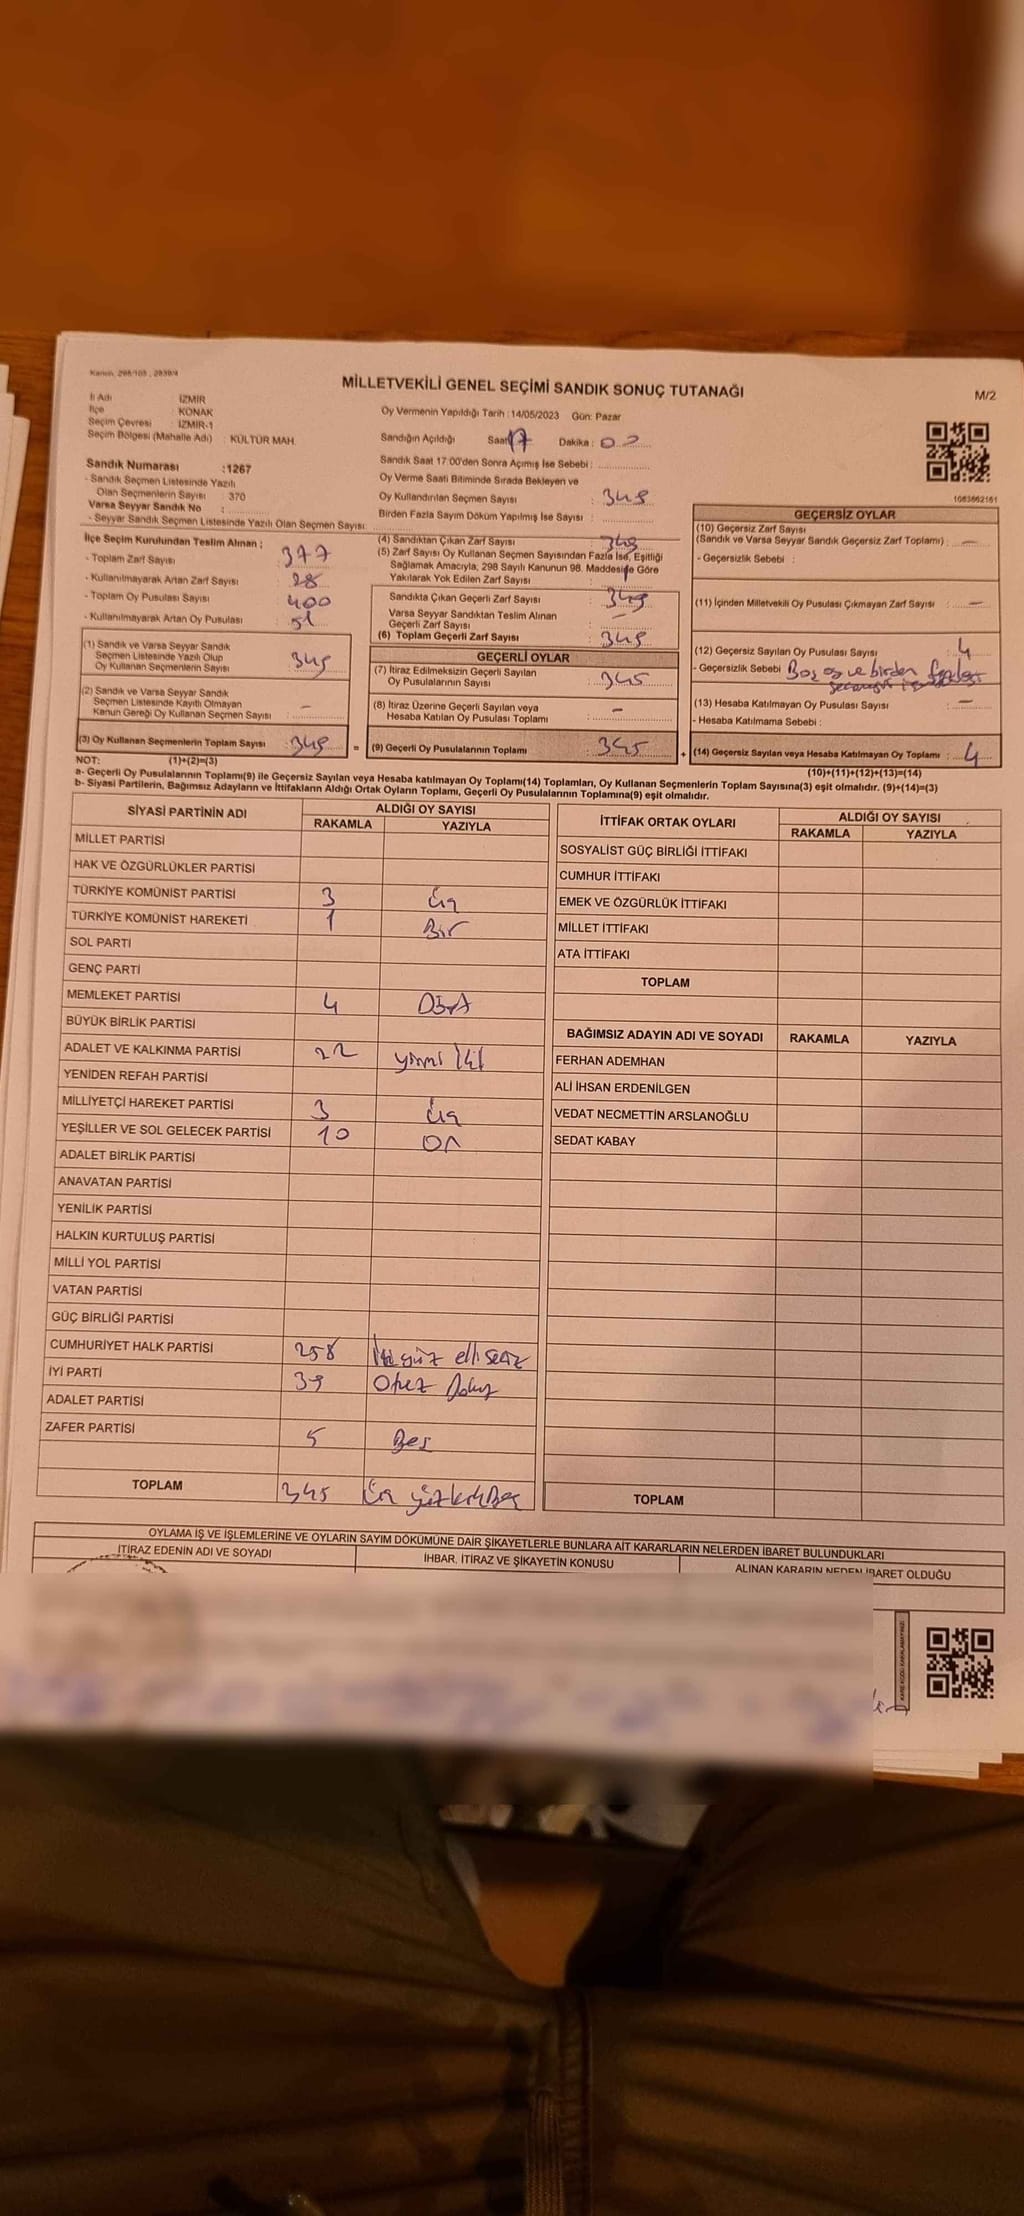 Kanun, 298/105 , 2839/4
MİLLETVEKİLİ GENEL SEÇİMİ SANDIK SONUÇ TUTANAĞI
M/2
İl Adı : İZMİR
İlçe : KONAK
Seçim Çevresi : İZMİR-1
Seçim Bölgesi (Mahalle Adı) : KÜLTÜR MAH.
Oy Vermenin Yapıldığı Tarih : 14/05/2023 Gün: Pazar
Sandığın Açıldığı Saat: 17 Dakika :
Sandık Saat 17:00'den Sonra Açılmış İse Sebebi :
Sandık Numarası :1267
- Sandık Seçmen Listesinde Yazılı
Olan Seçmenlerin Sayısı : 370
Varsa Seyyar Sandık No :
- Seyyar Sandık Seçmen Listesinde Yazılı Olan Seçmen Sayısı:
Oy Verme Saati Bitiminde Sırada Bekleyen ve
Oy Kullandırılan Seçmen Sayısı : 349
Birden Fazla Sayım Döküm Yapılmış İse Sayısı :
1083662161
İlçe Seçim Kurulundan Teslim Alınan ;
- Toplam Zarf Sayısı : 377
- Kullanılmayarak Artan Zarf Sayısı : 28
- Toplam Oy Pusulası Sayısı : 400
- Kullanılmayarak Artan Oy Pusulası : 51
(1) Sandık ve Varsa Seyyar Sandık
Seçmen Listesinde Yazılı Olup
Oy Kullanan Seçmenlerin Sayısı : 349
(2) Sandık ve Varsa Seyyar Sandık
Seçmen Listesinde Kayıtlı Olmayan
Kanun Gereği Oy Kullanan Seçmen Sayısı : -
(3) Oy Kullanan Seçmenlerin Toplam Sayısı : 349
(4) Sandıktan Çıkan Zarf Sayısı : 349
(5) Zarf Sayısı Oy Kullanan Seçmen Sayısından Fazla İse, Eşitliği
Sağlamak Amacıyla, 298 Sayılı Kanunun 98. Maddesine Göre
Yakılarak Yok Edilen Zarf Sayısı :
Sandıkta Çıkan Geçerli Zarf Sayısı : 349
Varsa Seyyar Sandıktan Teslim Alınan
Geçerli Zarf Sayısı : -
(6) Toplam Geçerli Zarf Sayısı : 349
GEÇERLİ OYLAR
(7) İtiraz Edilmeksizin Geçerli Sayılan
Oy Pusulalarının Sayısı : 345
(8) İtiraz Üzerine Geçerli Sayılan veya
Hesaba Katılan Oy Pusulası Toplamı : -
= (9) Geçerli Oy Pusulalarının Toplamı : 345
GEÇERSİZ OYLAR
(10) Geçersiz Zarf Sayısı
(Sandık ve Varsa Seyyar Sandık Geçersiz Zarf Toplamı) : -
- Geçersizlik Sebebi :
(11) İçinden Milletvekili Oy Pusulası Çıkmayan Zarf Sayısı : -
(12) Geçersiz Sayılan Oy Pusulası Sayısı : 4
- Geçersizlik Sebebi : Boş oy ve birden fazla
(13) Hesaba Katılmayan Oy Pusulası Sayısı : -
- Hesaba Katılmama Sebebi :
+ (14) Geçersiz Sayılan veya Hesaba Katılmayan Oy Toplamı : 4
NOT: (1)+(2)=(3)
(10)+(11)+(12)+(13)=(14)
a- Geçerli Oy Pusulalarının Toplamı(9) ile Geçersiz Sayılan veya Hesaba katılmayan Oy Toplamı(14) Toplamları, Oy Kullanan Seçmenlerin Toplam Sayısına(3) eşit olmalıdır. (9)+(14)=(3)
b- Siyasi Partilerin, Bağımsız Adayların ve İttifakların Aldığı Ortak Oyların Toplamı, Geçerli Oy Pusulalarının Toplamına(9) eşit olmalıdır.
SİYASİ PARTİNİN ADI ALDIĞI OY SAYISI
RAKAMLA YAZIYLA
MİLLET PARTİSİ
HAK VE ÖZGÜRLÜKLER PARTİSİ
TÜRKİYE KOMÜNİST PARTİSİ 3 Üç
TÜRKİYE KOMÜNİST HAREKETİ 1 Bir
SOL PARTİ
GENÇ PARTİ
MEMLEKET PARTİSİ 4 Dört
BÜYÜK BİRLİK PARTİSİ
ADALET VE KALKINMA PARTİSİ 22 yirmi iki
YENİDEN REFAH PARTİSİ
MİLLİYETÇİ HAREKET PARTİSİ 3 Üç
YEŞİLLER VE SOL GELECEK PARTİSİ 10 On
ADALET BİRLİK PARTİSİ
ANAVATAN PARTİSİ
YENİLİK PARTİSİ
HALKIN KURTULUŞ PARTİSİ
MİLLİ YOL PARTİSİ
VATAN PARTİSİ
GÜÇ BİRLİĞİ PARTİSİ
CUMHURİYET HALK PARTİSİ 258 İki yüz elli sekiz
İYİ PARTİ 39 Otuz Dokuz
ADALET PARTİSİ
ZAFER PARTİSİ 5 Beş
TOPLAM 345 Üç yüz kırk Beş
İTTİFAK ORTAK OYLARI ALDIĞI OY SAYISI
RAKAMLA YAZIYLA
SOSYALİST GÜÇ BİRLİĞİ İTTİFAKI
CUMHUR İTTİFAKI
EMEK VE ÖZGÜRLÜK İTTİFAKI
MİLLET İTTİFAKI
ATA İTTİFAKI
TOPLAM
BAĞIMSIZ ADAYIN ADI VE SOYADI RAKAMLA YAZIYLA
FERHAN ADEMHAN
ALİ İHSAN ERDENİLGEN
VEDAT NECMETTİN ARSLANOĞLU
SEDAT KABAY
TOPLAM
OYLAMA İŞ VE İŞLEMLERİNE VE OYLARIN SAYIM DÖKÜMÜNE DAİR ŞİKAYETLERLE BUNLARA AİT KARARLARIN NELERDEN İBARET BULUNDUKLARI
İTİRAZ EDENİN ADI VE SOYADI
İHBAR, İTİRAZ VE ŞİKAYETİN KONUSU
ALINAN KARARIN NEDEN İBARET OLDUĞU